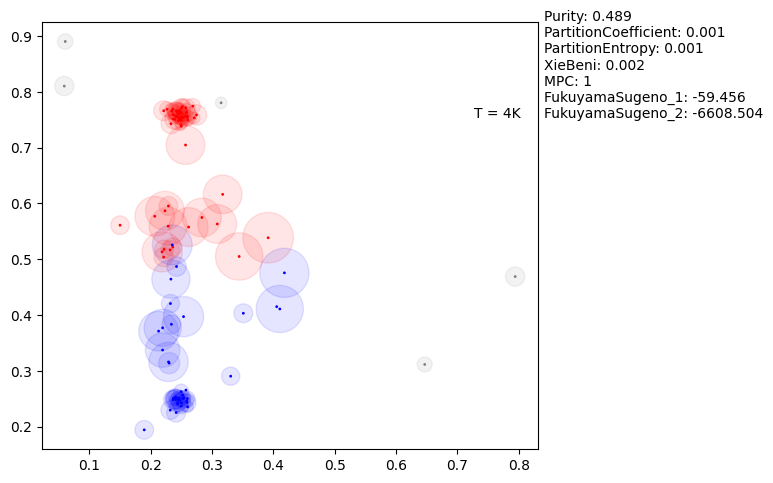 Purity: 0.489
PartitionCoefficient: 0.001
PartitionEntropy: 0.001
XieBeni: 0.002
MPC: 1
FukuyamaSugeno_1: -59.456
FukuyamaSugeno_2: -6608.504
T = 4K
0.9
0.8
0.7
0.6
0.5
0.4
0.3
0.2
0.1 0.2 0.3 0.4 0.5 0.6 0.7 0.8